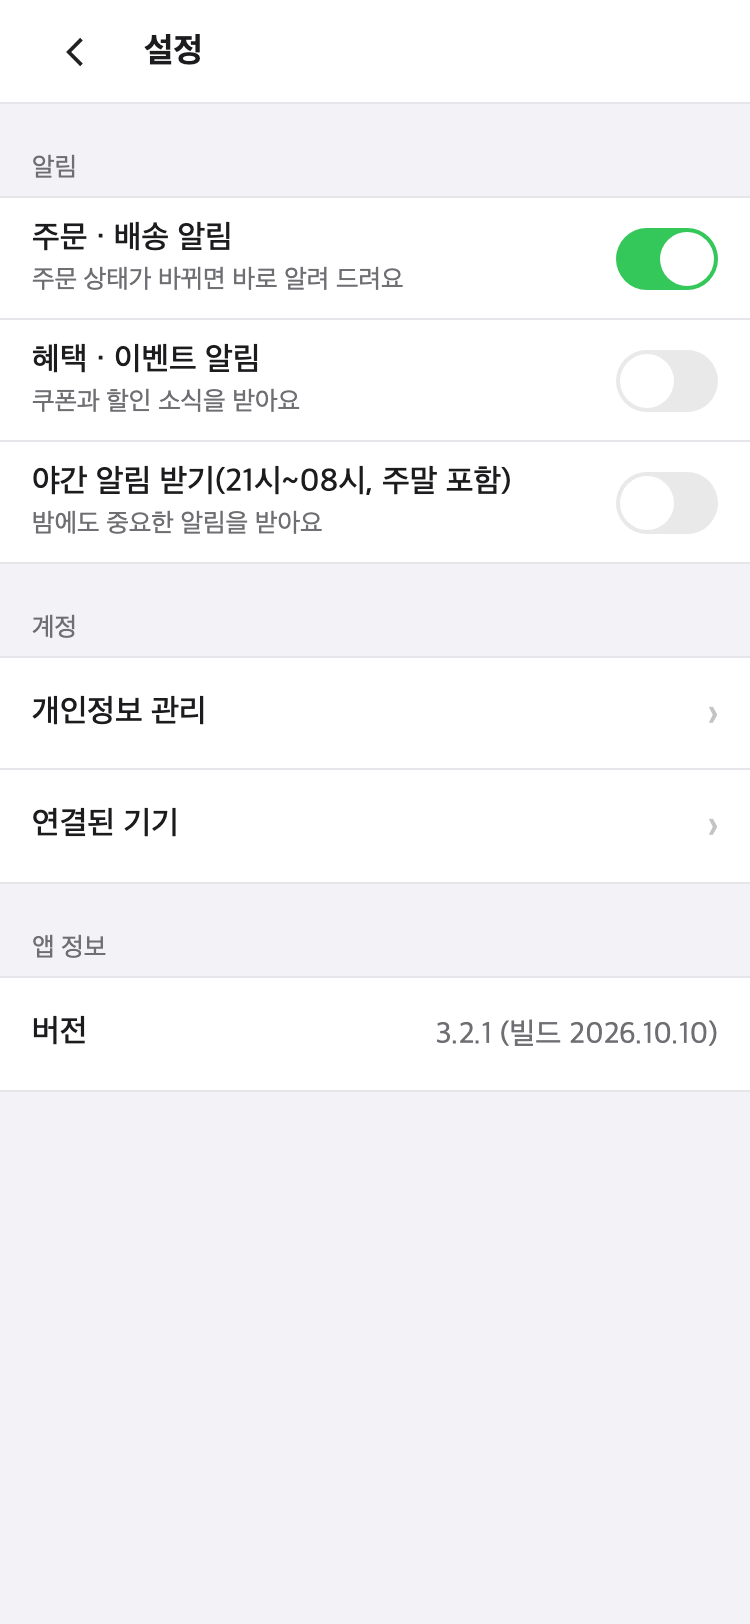 설정
알림
주문 · 배송 알림
주문 상태가 바뀌면 바로 알려 드려요
혜택 · 이벤트 알림
쿠폰과 할인 소식을 받아요
야간 알림 받기(21시~08시, 주말 포함)
밤에도 중요한 알림을 받아요
계정
개인정보 관리
연결된 기기
앱 정보
버전
3.2.1 (빌드 2026.10.10)